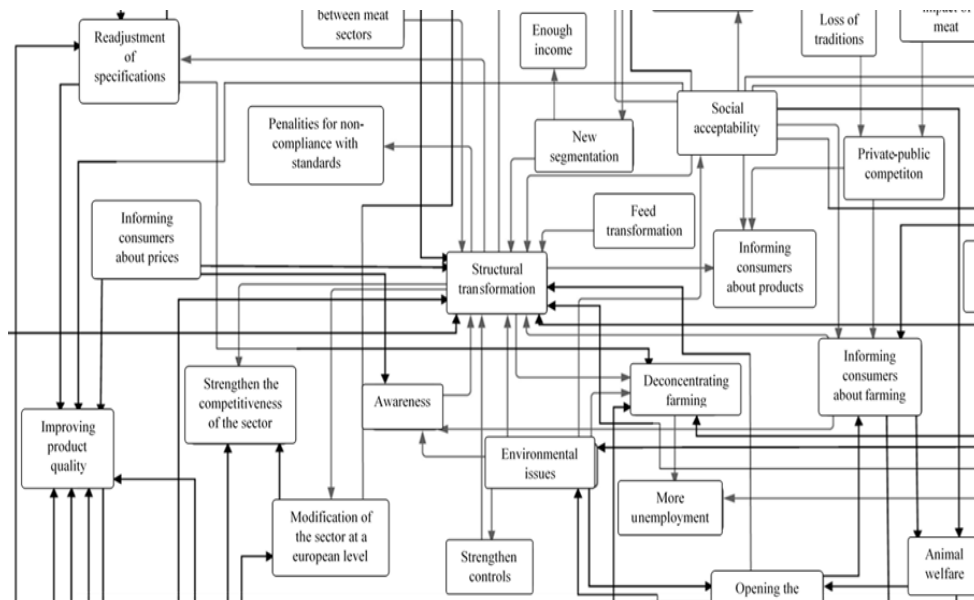 Readjustment
of
specifications
between meat
sectors
Enough
income
Loss of
traditions
meat
Penalities for non-
compliance with
standards
New
segmentation
Social
acceptability
Private-public
competiton
Informing
consumers
about prices
Feed
transformation
Informing
consumers
about products
Structural
transformation
Strengthen the
competitiveness
of the sector
Awareness
Deconcentrating
farming
Informing
consumers
about farming
Improving
product
quality
Environmental
issues
More
unemployment
Modification of
the sector at a
european level
Strengthen
controls
Opening the
Animal
welfare